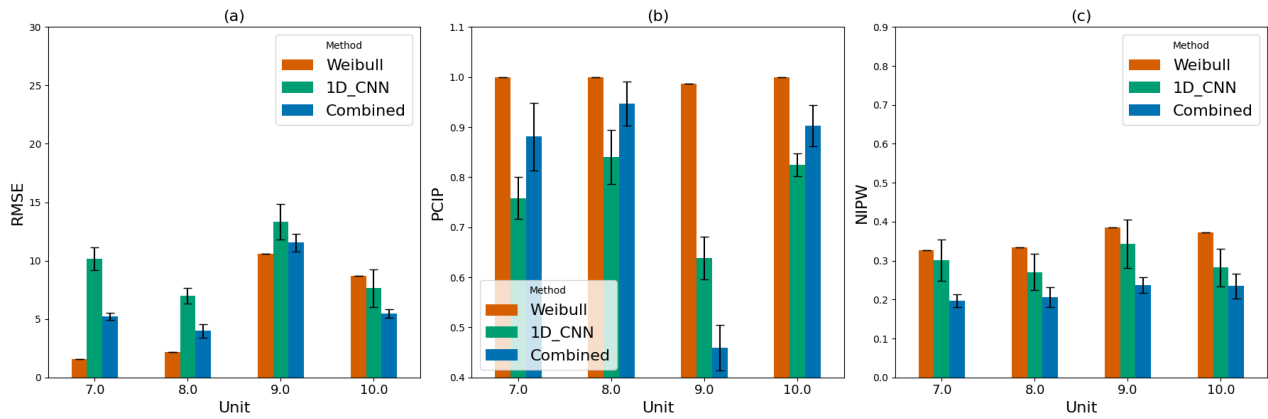 (a)
30
25
20
15
10
5
0
RMSE
Method
Weibull
1D_CNN
Combined
7.0 8.0 9.0 10.0
Unit
(b)
1.1
1.0
0.9
0.8
0.7
0.6
0.5
0.4
PCIP
Method
Weibull
1D_CNN
Combined
7.0 8.0 9.0 10.0
Unit
(c)
0.9
0.8
0.7
0.6
0.5
0.4
0.3
0.2
0.1
0.0
NIPW
Method
Weibull
1D_CNN
Combined
7.0 8.0 9.0 10.0
Unit